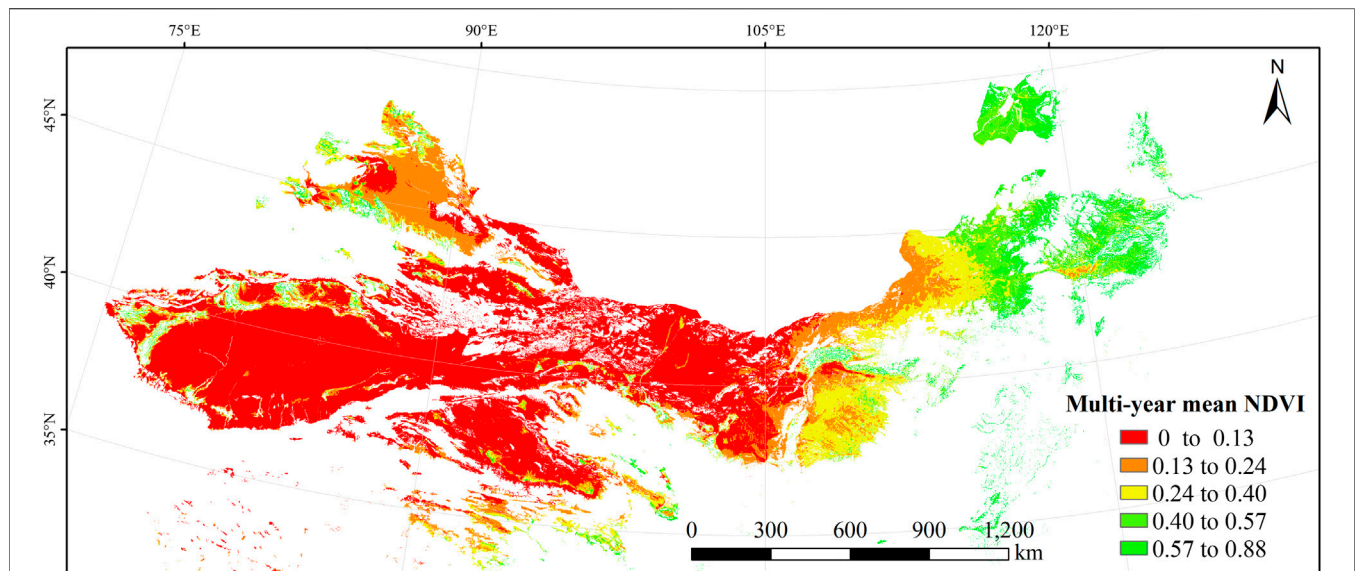 75°E 90°E 105°E 120°E
N
45°N
40°N
35°N
Multi-year mean NDVI
0 to 0.13
0.13 to 0.24
0.24 to 0.40
0.40 to 0.57
0.57 to 0.88
0 300 600 900 1,200
km